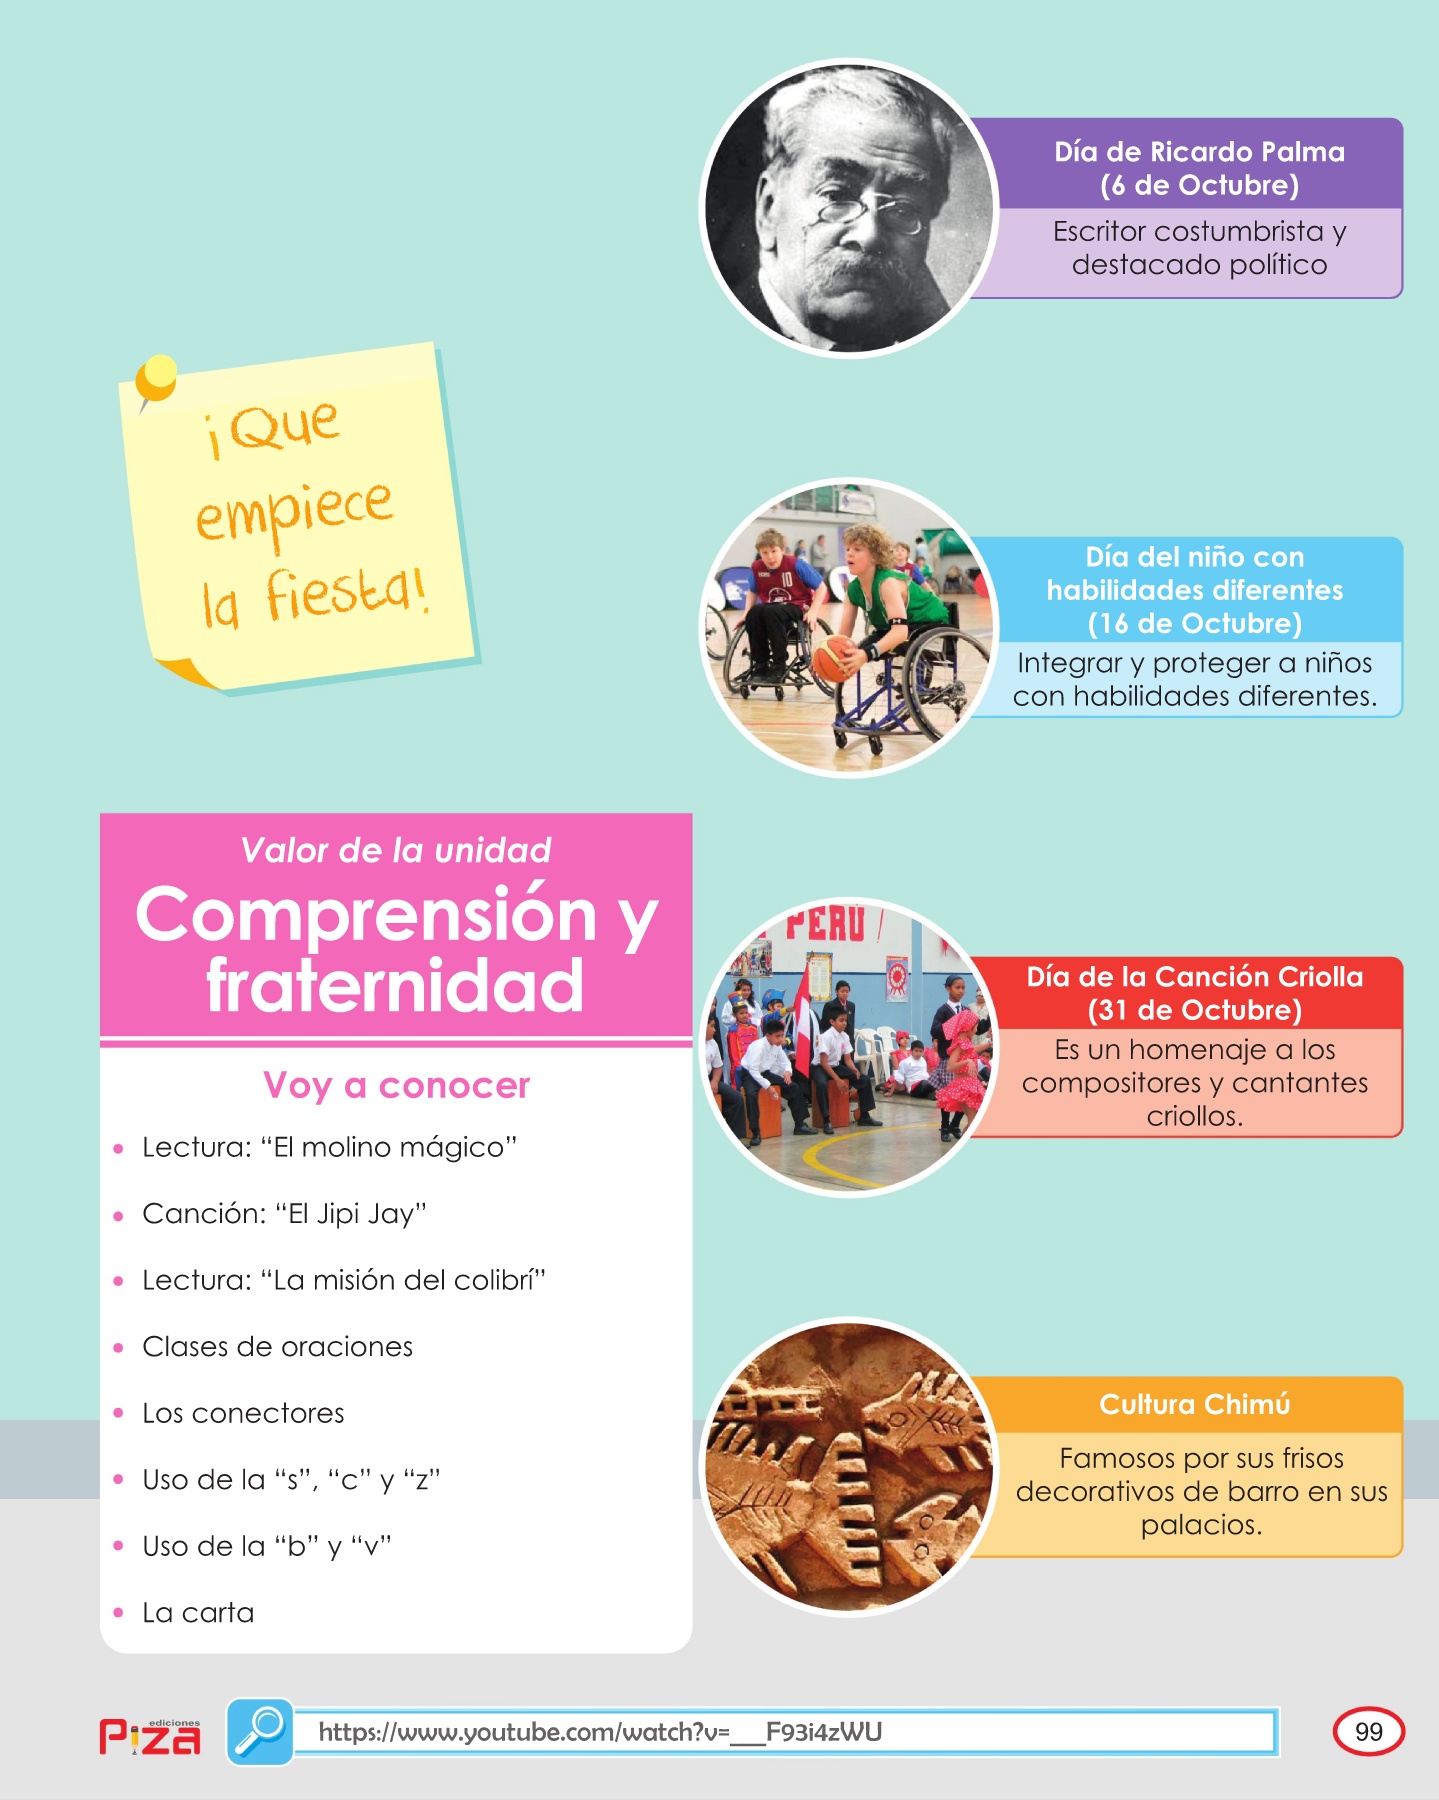 ¡Que
empiece
la fiesta!
Valor de la unidad
Comprensión y
fraternidad
Voy a conocer
• Lectura: “El molino mágico”
• Canción: “El Jipi Jay”
• Lectura: “La misión del colibrí”
• Clases de oraciones
• Los conectores
• Uso de la “s”, “c” y “z”
• Uso de la “b” y “v”
• La carta
Día de Ricardo Palma
(6 de Octubre)
Escritor costumbrista y
destacado político
Día del niño con
habilidades diferentes
(16 de Octubre)
Integrar y proteger a niños
con habilidades diferentes.
10
PERÚ
Día de la Canción Criolla
(31 de Octubre)
Es un homenaje a los
compositores y cantantes
criollos.
Cultura Chimú
Famosos por sus frisos
decorativos de barro en sus
palacios.
ediciones
Piza
https://www.youtube.com/watch?v=___F93i4zWU
99